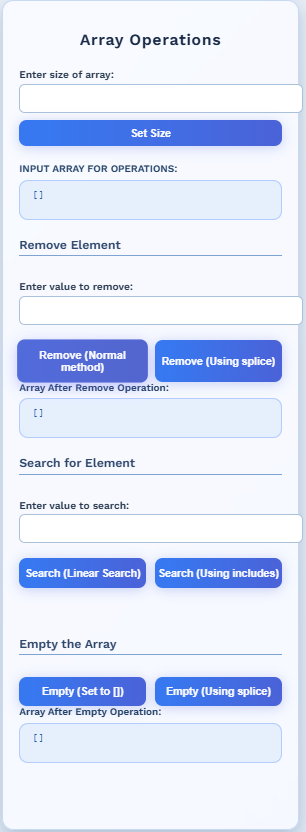 Array Operations
Enter size of array:
Set Size
INPUT ARRAY FOR OPERATIONS:
[]
Remove Element
Enter value to remove:
Remove (Normal
method)
Remove (Using splice)
Array After Remove Operation:
[]
Search for Element
Enter value to search:
Search (Linear Search)
Search (Using includes)
Empty the Array
Empty (Set to [])
Empty (Using splice)
Array After Empty Operation:
[]